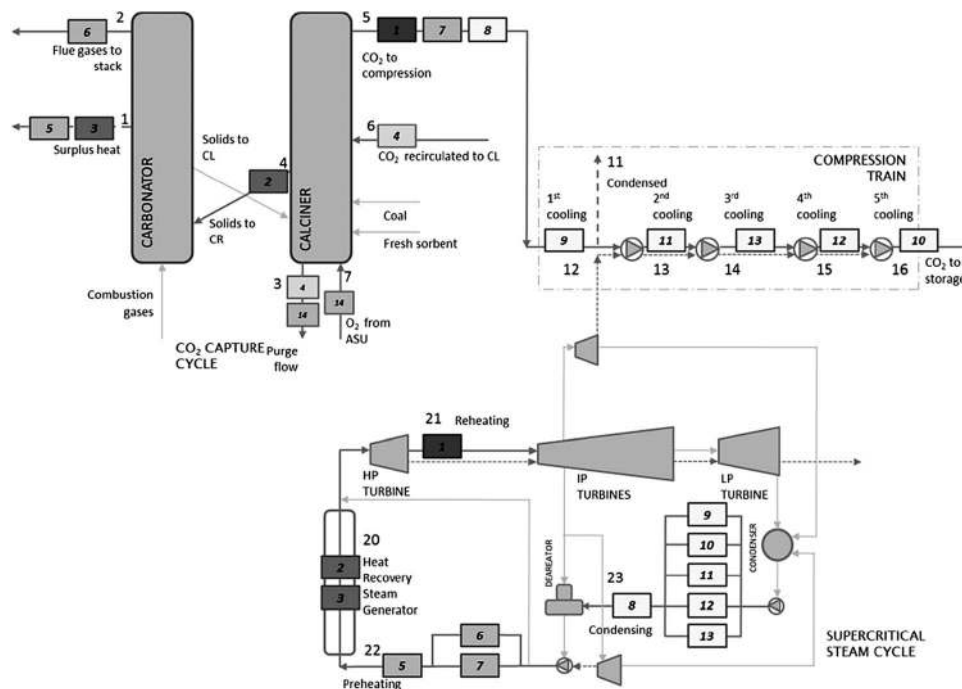 2
5
6
1
7
8
Flue gases to
stack
CO₂ to
compression
1
5
3
Surplus heat
6
4
CO₂ recirculated to CL
CARBONATOR
CALCINER
Solids to
CL
4
2
Solids to
CR
Coal
Fresh sorbent
Combustion
gases
3
4
14
7
14
O₂ from
ASU
CO₂ CAPTURE
CYCLE
Purge
flow
11
Condensed
COMPRESSION
TRAIN
1st
cooling
2nd
cooling
3rd
cooling
4th
cooling
5th
cooling
9
11
13
12
10
12
13
14
15
16
CO₂ to
storage
21
Reheating
1
HP
TURBINE
IP
TURBINES
LP
TURBINE
20
2
3
Heat
Recovery
Steam
Generator
DEAREATOR
23
8
Condensing
9
10
11
12
13
CONDENSER
22
5
Preheating
6
7
SUPERCRITICAL
STEAM CYCLE